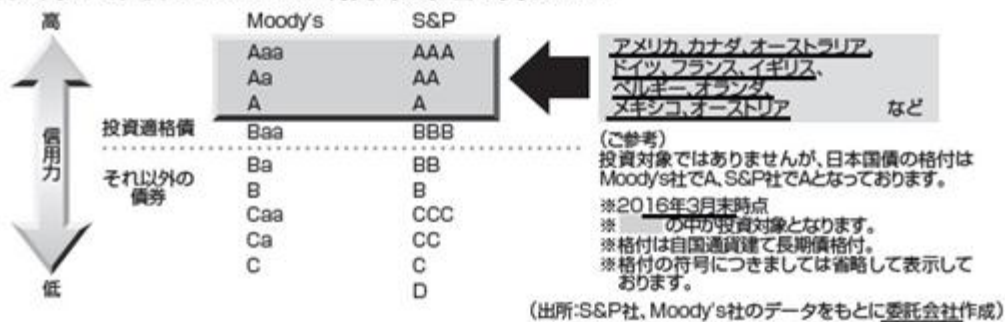 高
信用力
低
Moody's S&P
Aaa AAA
Aa AA
A A
投資適格債 Baa BBB
それ以外の
債券
Ba BB
B B
Caa CCC
Ca CC
C C
D
アメリカ、カナダ、オーストラリア、
ドイツ、フランス、イギリス、
ベルギー、オランダ、
メキシコ、オーストリア など
(ご参考)
投資対象ではありませんが、日本国債の格付は
Moody's社でA、S&P社でAとなっております。
※2016年3月末時点
※ の中が投資対象となります。
※格付は自国通貨建て長期債格付。
※格付の符号につきましては省略して表示して
おります。
(出所:S&P社、Moody's社のデータをもとに委託会社作成)